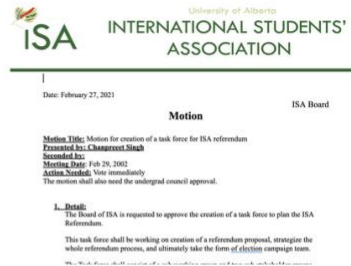 University of Alberta
ISA
INTERNATIONAL STUDENTS'
ASSOCIATION
Date: February 27, 2021
ISA Board
Motion
Motion Title: Motion for creation of a task force for ISA referendum
Presented by: Chanpreet Singh
Seconded by:
Meeting Date: Feb 29, 2002
Action Needed: Vote immediately
The motion shall also need the undergrad council approval.
1. Detail:
The Board of ISA is requested to approve the creation of a task force to plan the ISA
Referendum.
This task force shall be working on creation of a referendum proposal, strategize the
whole referendum process, and ultimately take the form of election campaign team.